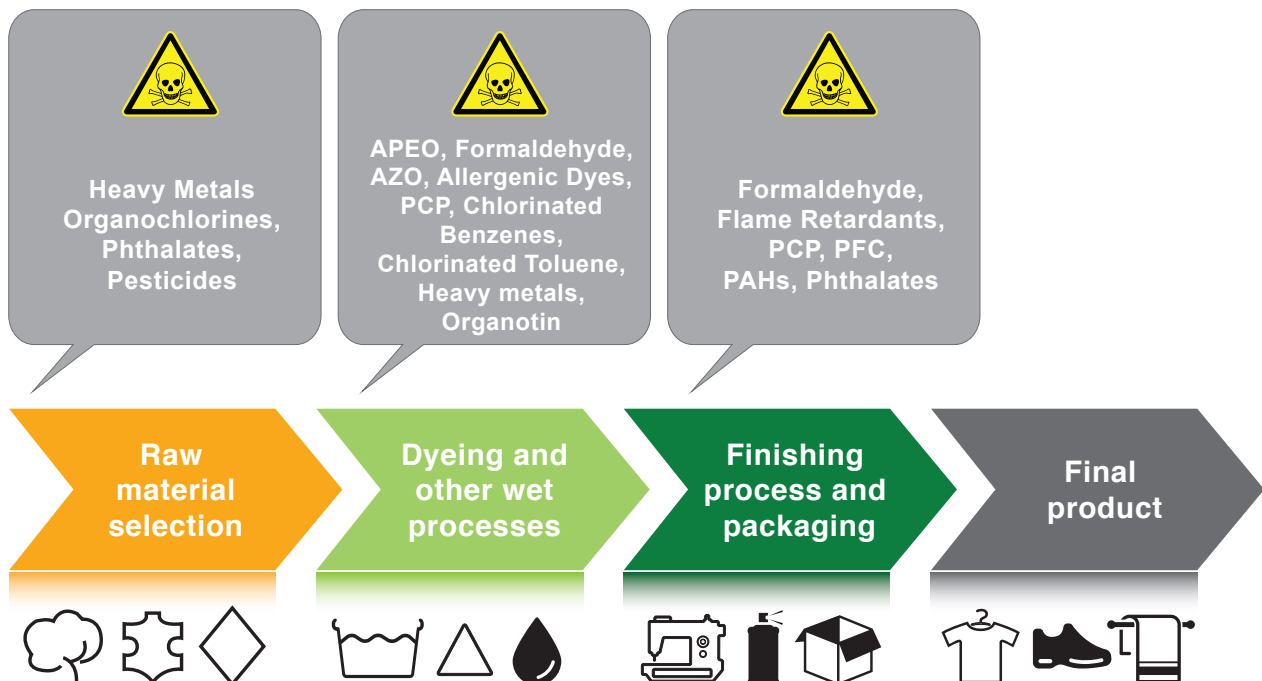 Heavy Metals
Organochlorines,
Phthalates,
Pesticides
APEO, Formaldehyde,
AZO, Allergenic Dyes,
PCP, Chlorinated
Benzenes,
Chlorinated Toluene,
Heavy metals,
Organotin
Formaldehyde,
Flame Retardants,
PCP, PFC,
PAHs, Phthalates
Raw
material
selection
Dyeing and
other wet
processes
Finishing
process and
packaging
Final
product